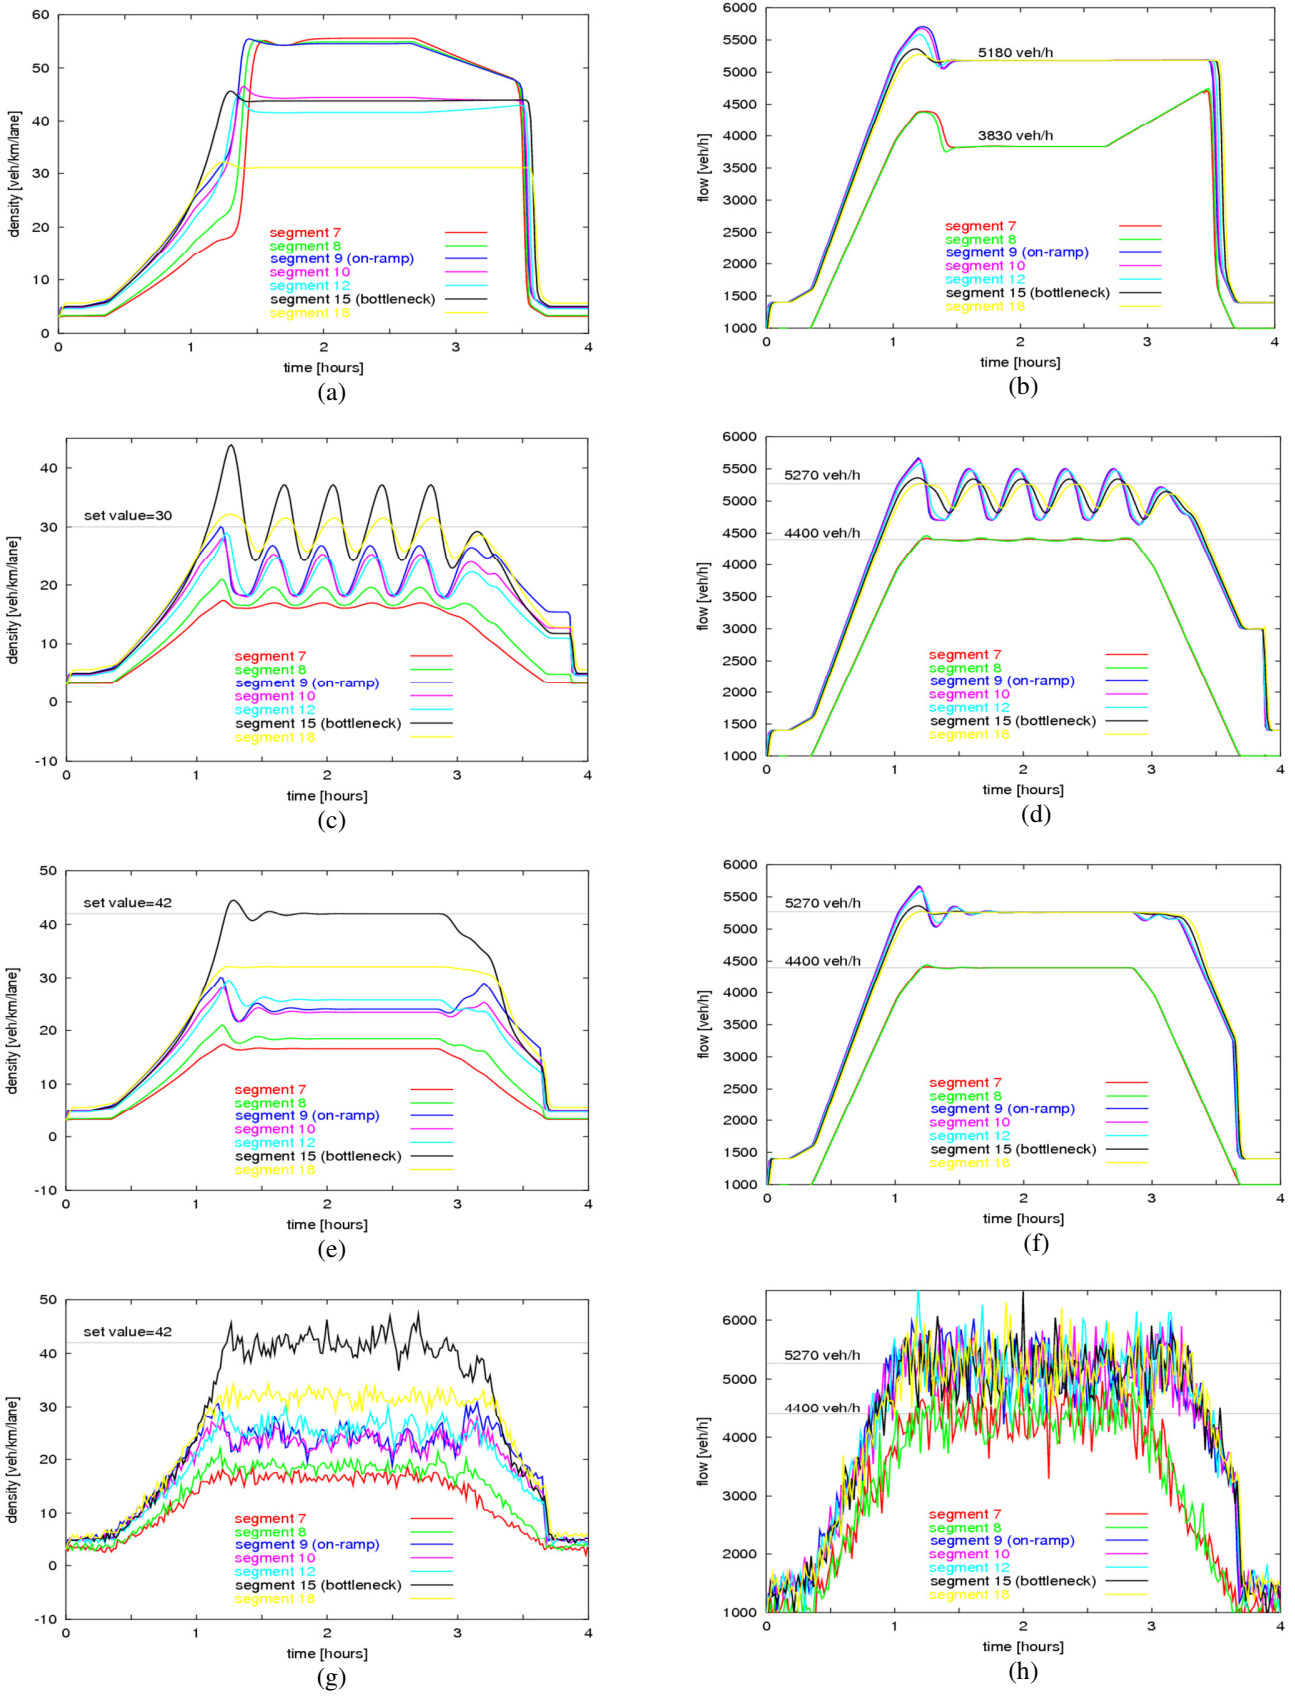 60
50
40
30
20
10
0
density [veh/km/lane]
segment 7
segment 8
segment 9 (on-ramp)
segment 10
segment 12
segment 15 (bottleneck)
segment 18
0 1 2 3 4
time [hours]
(a)
6000
5500
5000
4500
4000
3500
3000
2500
2000
1500
1000
flow [veh/h]
5180 veh/h
3830 veh/h
segment 7
segment 8
segment 9 (on-ramp)
segment 10
segment 12
segment 15 (bottleneck)
segment 18
0 1 2 3 4
time [hours]
(b)
40
30
20
10
0
-10
density [veh/km/lane]
set value=30
segment 7
segment 8
segment 9 (on-ramp)
segment 10
segment 12
segment 15 (bottleneck)
segment 18
0 1 2 3 4
time [hours]
(c)
6000
5500
5000
4500
4000
3500
3000
2500
2000
1500
1000
flow [veh/h]
5270 veh/h
4400 veh/h
segment 7
segment 8
segment 9 (on-ramp)
segment 10
segment 12
segment 15 (bottleneck)
segment 18
0 1 2 3 4
time [hours]
(d)
50
40
30
20
10
0
-10
density [veh/km/lane]
set value=42
segment 7
segment 8
segment 9 (on-ramp)
segment 10
segment 12
segment 15 (bottleneck)
segment 18
0 1 2 3 4
time [hours]
(e)
6000
5500
5000
4500
4000
3500
3000
2500
2000
1500
1000
flow [veh/h]
5270 veh/h
4400 veh/h
segment 7
segment 8
segment 9 (on-ramp)
segment 10
segment 12
segment 15 (bottleneck)
segment 18
0 1 2 3 4
time [hours]
(f)
50
40
30
20
10
0
-10
density [veh/km/lane]
set value=42
segment 7
segment 8
segment 9 (on-ramp)
segment 10
segment 12
segment 15 (bottleneck)
segment 18
0 1 2 3 4
time [hours]
(g)
6000
5000
4000
3000
2000
1000
flow [veh/h]
5270 veh/h
4400 veh/h
segment 7
segment 8
segment 9 (on-ramp)
segment 10
segment 12
segment 15 (bottleneck)
segment 18
0 1 2 3 4
time [hours]
(h)